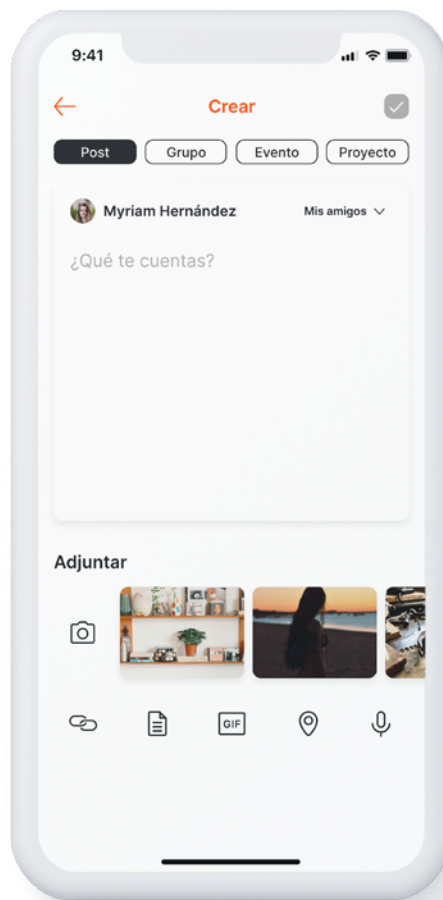 9:41
Crear
Post Grupo Evento Proyecto
Myriam Hernández Mis amigos
¿Qué te cuentas?
Adjuntar
GIF